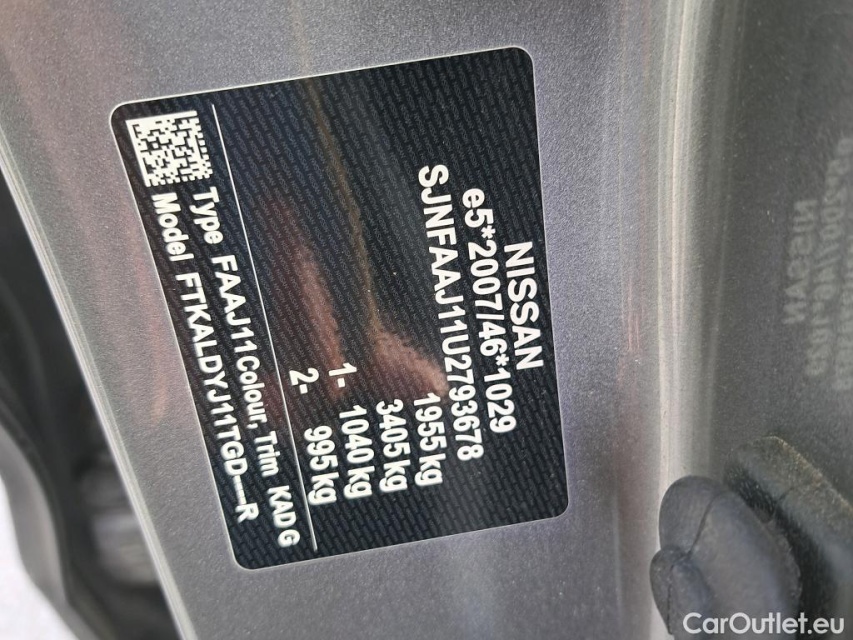 NISSAN
e5*2007/46*1029
SJNFAAJ11U2793678
1955 kg
3405 kg
1- 1040 kg
2- 995 kg
Type FAAJ11 Colour, Trim KAD G
Model FTKALDYJ11TGD----R
NISSAN
CarOutlet.eu